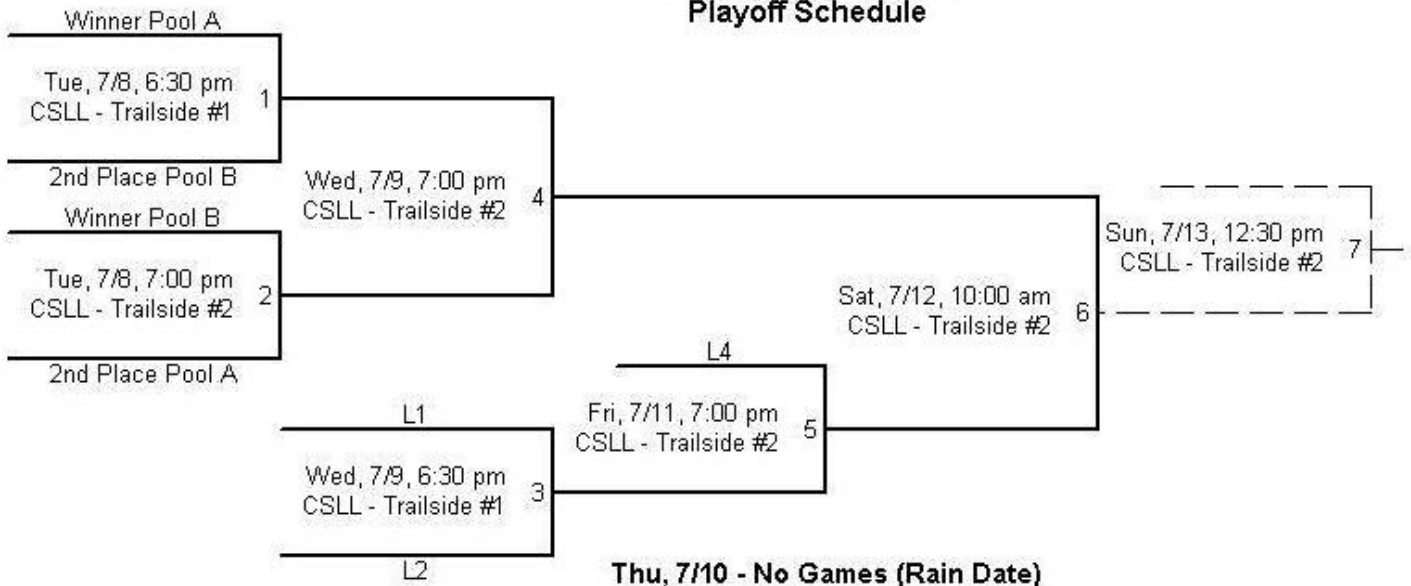 Playoff Schedule
Winner Pool A
Tue, 7/8, 6:30 pm
CSLL - Trailside #1
1
2nd Place Pool B
Winner Pool B
Tue, 7/8, 7:00 pm
CSLL - Trailside #2
2
2nd Place Pool A
Wed, 7/9, 7:00 pm
CSLL - Trailside #2
4
L1
Wed, 7/9, 6:30 pm
CSLL - Trailside #1
3
L2
L4
Fri, 7/11, 7:00 pm
CSLL - Trailside #2
5
Sat, 7/12, 10:00 am
CSLL - Trailside #2
6
Sun, 7/13, 12:30 pm
CSLL - Trailside #2
7
Thu, 7/10 - No Games (Rain Date)